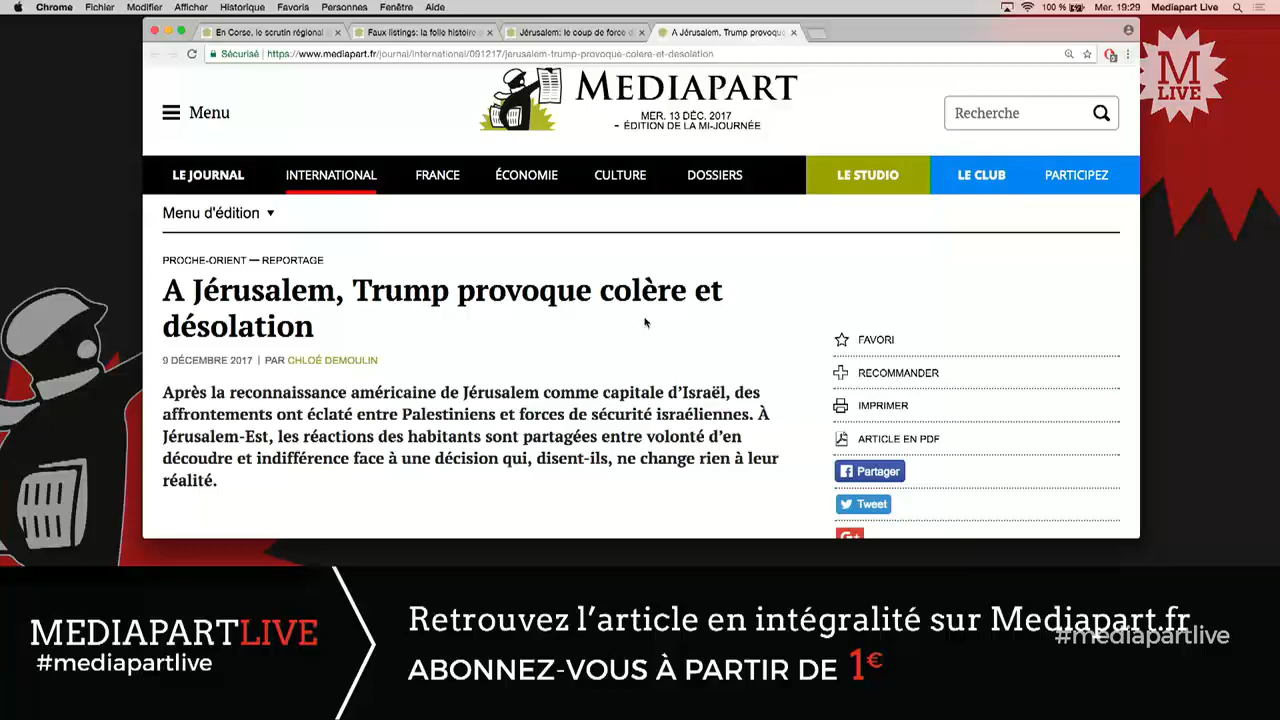 Chrome Fichier Modifier Afficher Historique Favoris Personnes Fenêtre Aide 100 % Mer. 19:29 Mediapart Live
En Corse, le scrutin régional Faux listings: la folle histoire Jérusalem: le coup de force d A Jérusalem, Trump provoqu
Sécurisé https://www.mediapart.fr/journal/international/091217/jerusalem-trump-provoque-colere-et-desolation
M
LIVE
Menu
MEDIAPART
MER. 13 DÉC. 2017
- ÉDITION DE LA MI-JOURNÉE
Recherche
LE JOURNAL INTERNATIONAL FRANCE ÉCONOMIE CULTURE DOSSIERS LE STUDIO LE CLUB PARTICIPEZ
Menu d'édition
PROCHE-ORIENT — REPORTAGE
A Jérusalem, Trump provoque colère et
désolation
9 DÉCEMBRE 2017 | PAR CHLOÉ DEMOULIN
Après la reconnaissance américaine de Jérusalem comme capitale d’Israël, des
affrontements ont éclaté entre Palestiniens et forces de sécurité israéliennes. À
Jérusalem-Est, les réactions des habitants sont partagées entre volonté d’en
découdre et indifférence face à une décision qui, disent-ils, ne change rien à leur
réalité.
FAVORI
RECOMMANDER
IMPRIMER
ARTICLE EN PDF
Partager
Tweet
G+
MEDIAPARTLIVE
#mediapartlive
Retrouvez l’article en intégralité sur Mediapart.fr
#mediapartlive
ABONNEZ-VOUS À PARTIR DE 1€